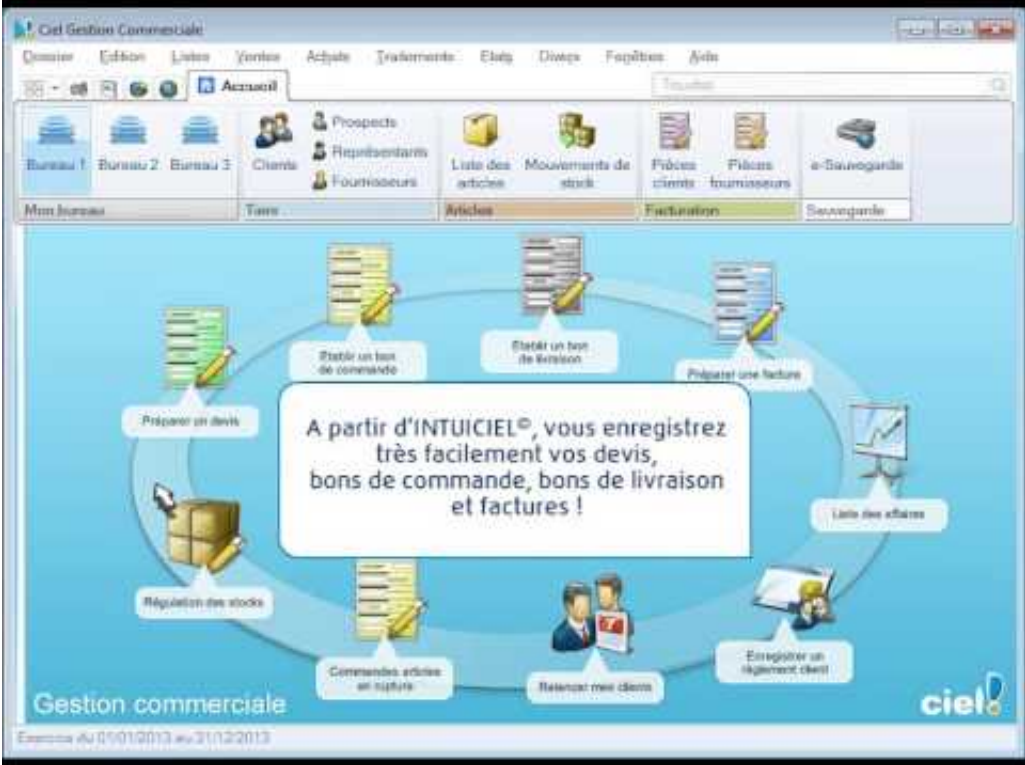 Ciel Gestion Commerciale
Dossier Edition Listes Ventes Achats Traitements Etats Divers Fenêtres Aide
Accueil
Bureau 1 Bureau 2 Bureau 3
Mon bureau
Clients
Prospects
Représentants
Fournisseurs
Tiers
Liste des articles
Mouvements de stock
Articles
Pièces clients
Pièces fournisseurs
Facturation
e-Sauvegarde
Sauvegarde
Etablir un bon
de commande
Etablir un bon
de livraison
Préparer une facture
Préparer un devis
A partir d'INTUICIEL©, vous enregistrez
très facilement vos devis,
bons de commande, bons de livraison
et factures !
Liste des affaires
Régulation des stocks
Commandes articles
en rupture
Relancer mes clients
Enregistrer un
règlement client
Gestion commerciale
ciel!
Exercice du 01/01/2013 au 31/12/2013